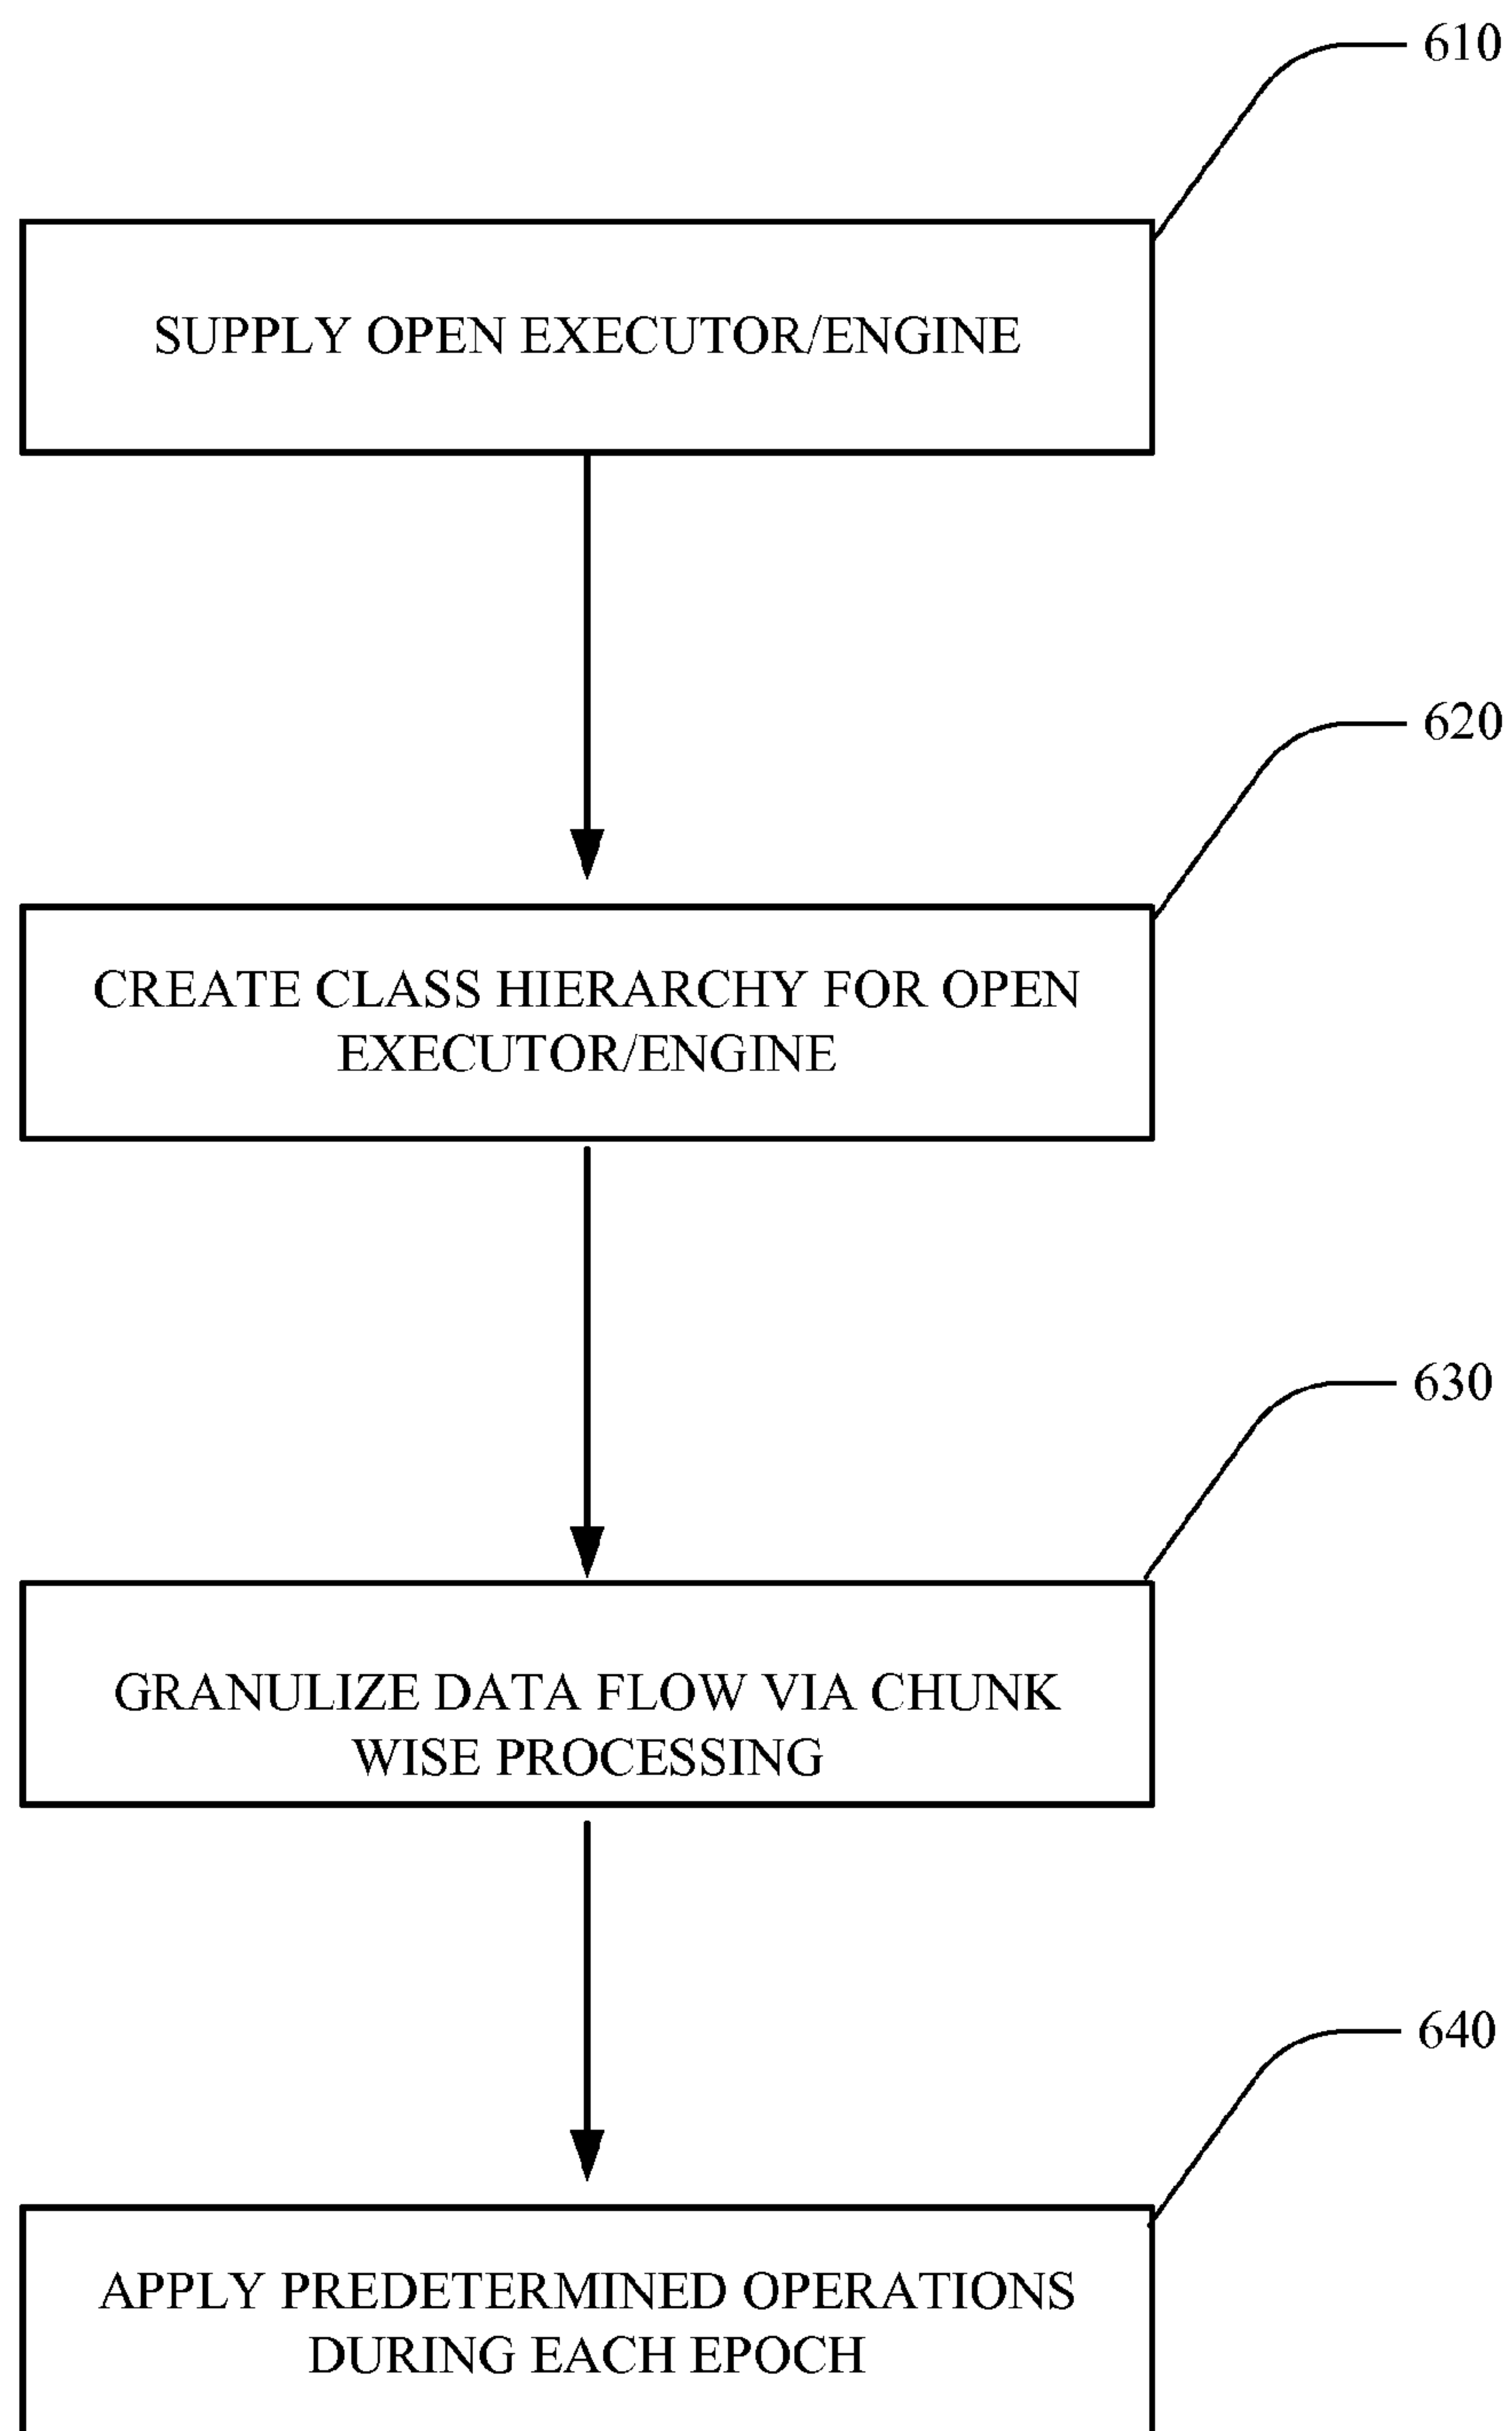 610
SUPPLY OPEN EXECUTOR/ENGINE
620
CREATE CLASS HIERARCHY FOR OPEN
EXECUTOR/ENGINE
630
GRANULIZE DATA FLOW VIA CHUNK
WISE PROCESSING
640
APPLY PREDETERMINED OPERATIONS
DURING EACH EPOCH